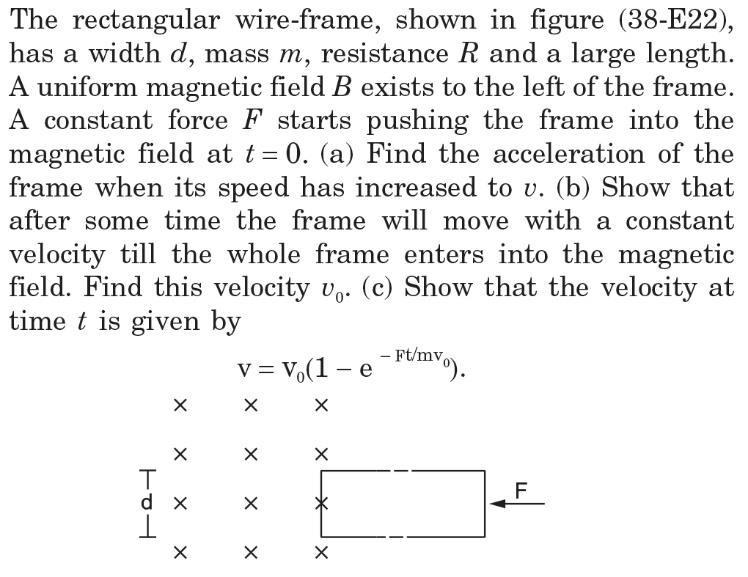 The rectangular wire-frame, shown in figure (38-E22),
has a width d, mass m, resistance R and a large length.
A uniform magnetic field B exists to the left of the frame.
A constant force F starts pushing the frame into the
magnetic field at t = 0. (a) Find the acceleration of the
frame when its speed has increased to v. (b) Show that
after some time the frame will move with a constant
velocity till the whole frame enters into the magnetic
field. Find this velocity v₀. (c) Show that the velocity at
time t is given by
v = v₀(1 – e^{– Ft/mv₀}).
× × ×
× × ×
d × × ×
F
× × ×